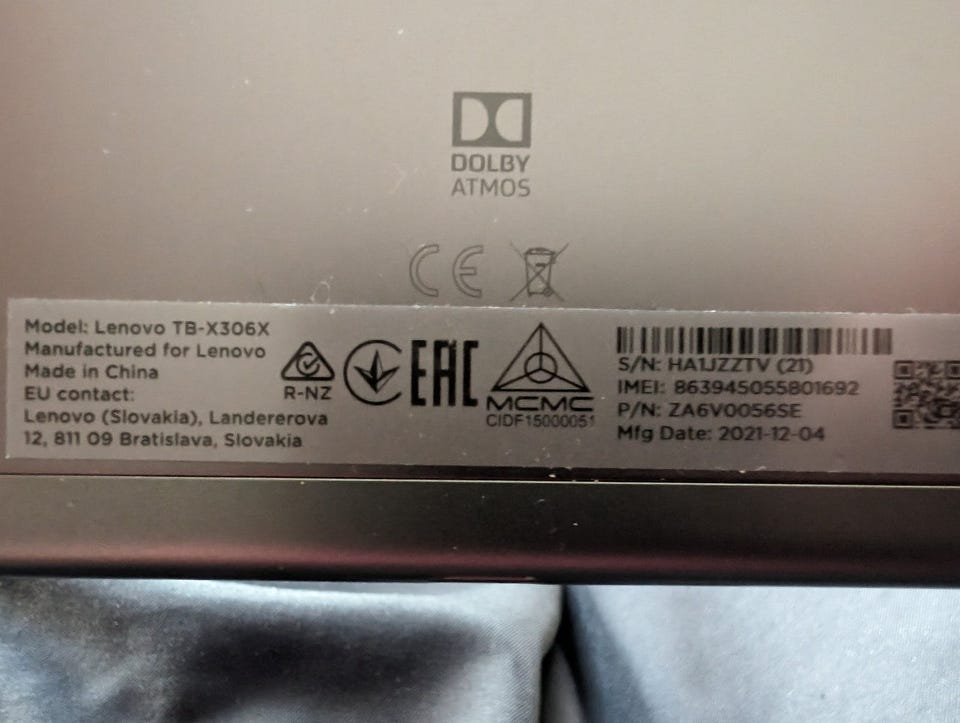 DOLBY
ATMOS
CE
Model: Lenovo TB-X306X
Manufactured for Lenovo
Made in China
EU contact:
Lenovo (Slovakia), Landererova
12, 811 09 Bratislava, Slovakia
R-NZ
EAC
MCMC
CIDF15000051
S/N: HA1JZZTV (21)
IMEI: 863945055801692
P/N: ZA6V0056SE
Mfg Date: 2021-12-04